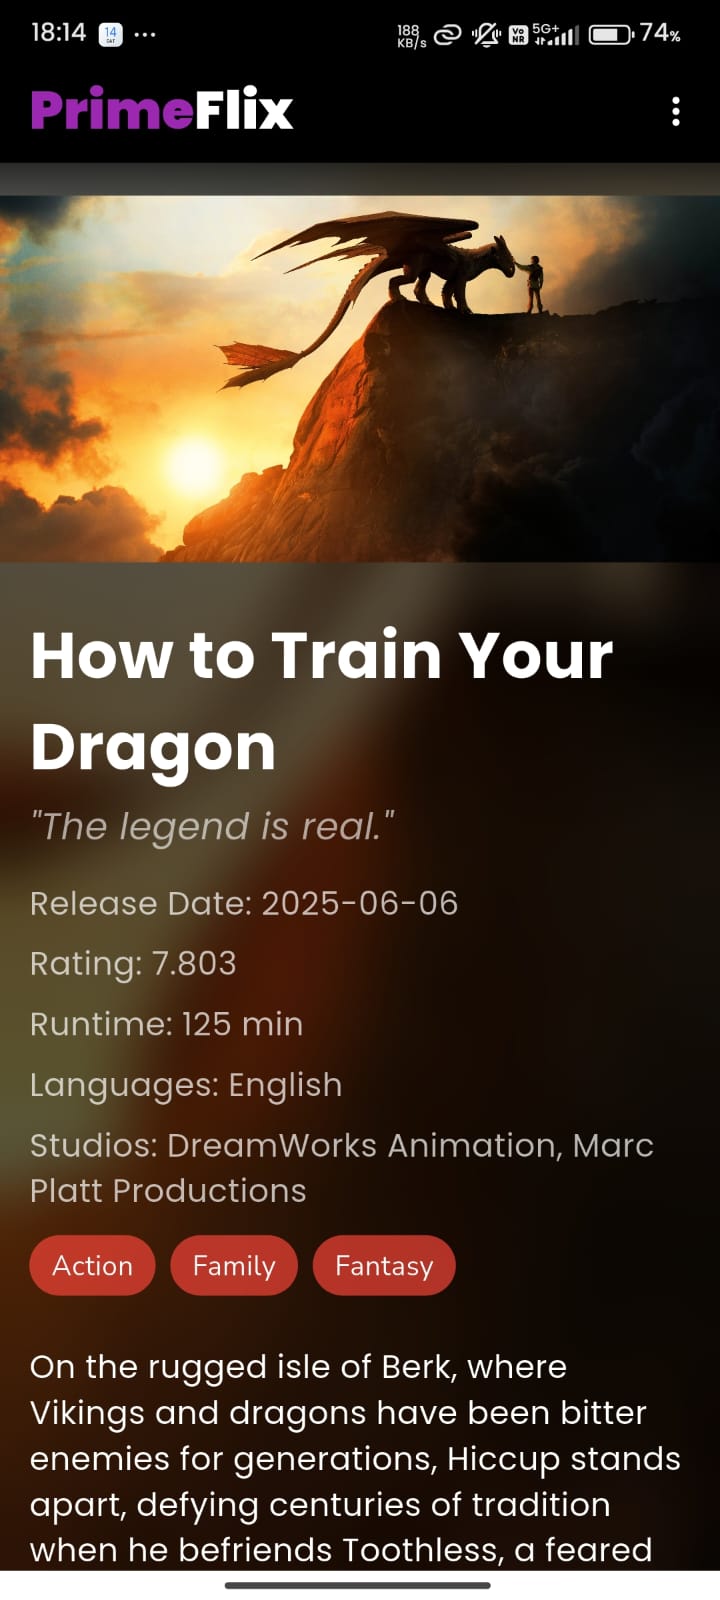 18:14 14 SAT ... 188 KB/s Vo NR 5G+ 74%
PrimeFlix
How to Train Your
Dragon
"The legend is real."
Release Date: 2025-06-06
Rating: 7.803
Runtime: 125 min
Languages: English
Studios: DreamWorks Animation, Marc
Platt Productions
Action Family Fantasy
On the rugged isle of Berk, where
Vikings and dragons have been bitter
enemies for generations, Hiccup stands
apart, defying centuries of tradition
when he befriends Toothless, a feared